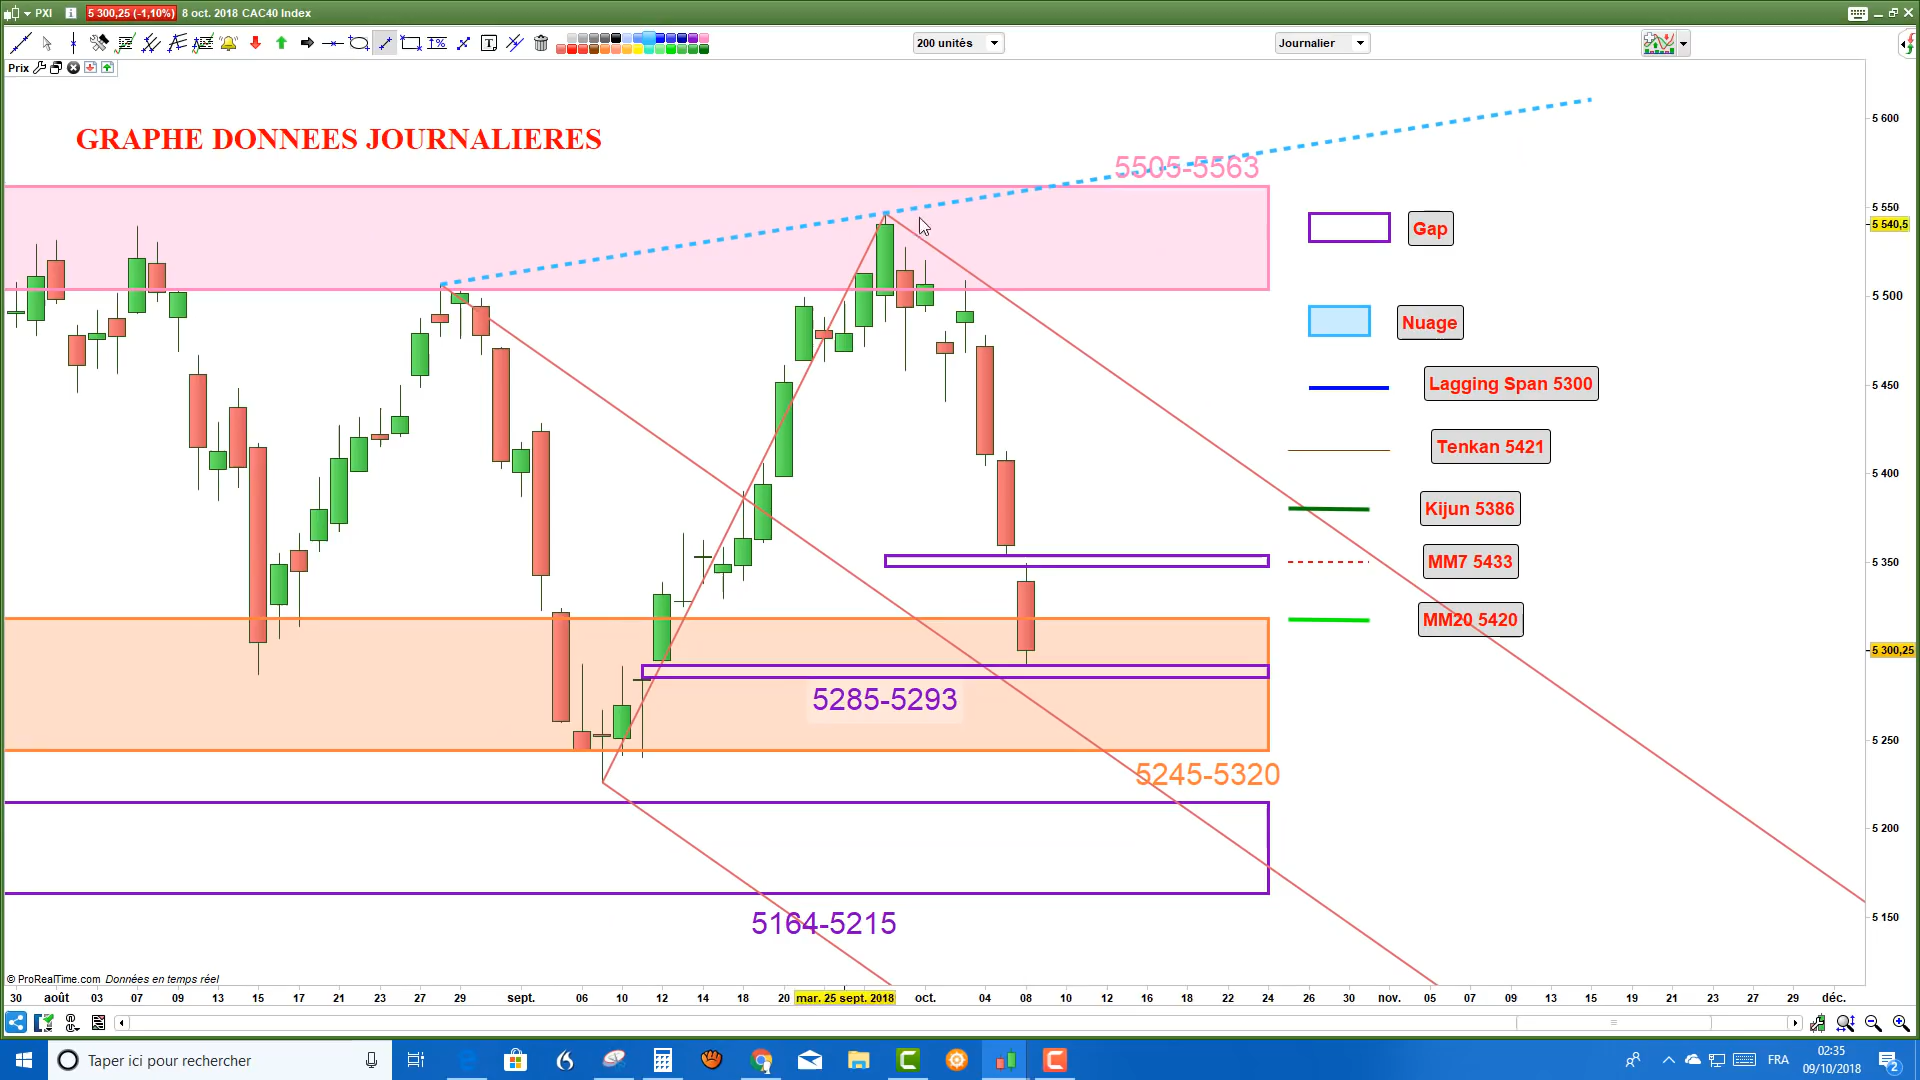 PXI
5 300,25 (-1,10%)
8 oct. 2018 CAC40 Index
200 unités
Journalier
Prix
GRAPHE DONNEES JOURNALIERES
5505-5563
5 600
5 550
5 540,5
5 500
5 450
5 400
5 350
5 300,25
5 250
5 200
5 150
Gap
Nuage
Lagging Span 5300
Tenkan 5421
Kijun 5386
MM7 5433
MM20 5420
5285-5293
5245-5320
5164-5215
© ProRealTime.com Données en temps réel
30 août 03 07 09 13 15 17 21 23 27 29 sept. 06 10 12 14 18 20 mar. 25 sept. 2018 oct. 04 08 10 12 16 18 22 24 26 30 nov. 05 07 09 13 15 19 21 23 27 29 déc.
Taper ici pour rechercher
FRA
02:35
09/10/2018
2